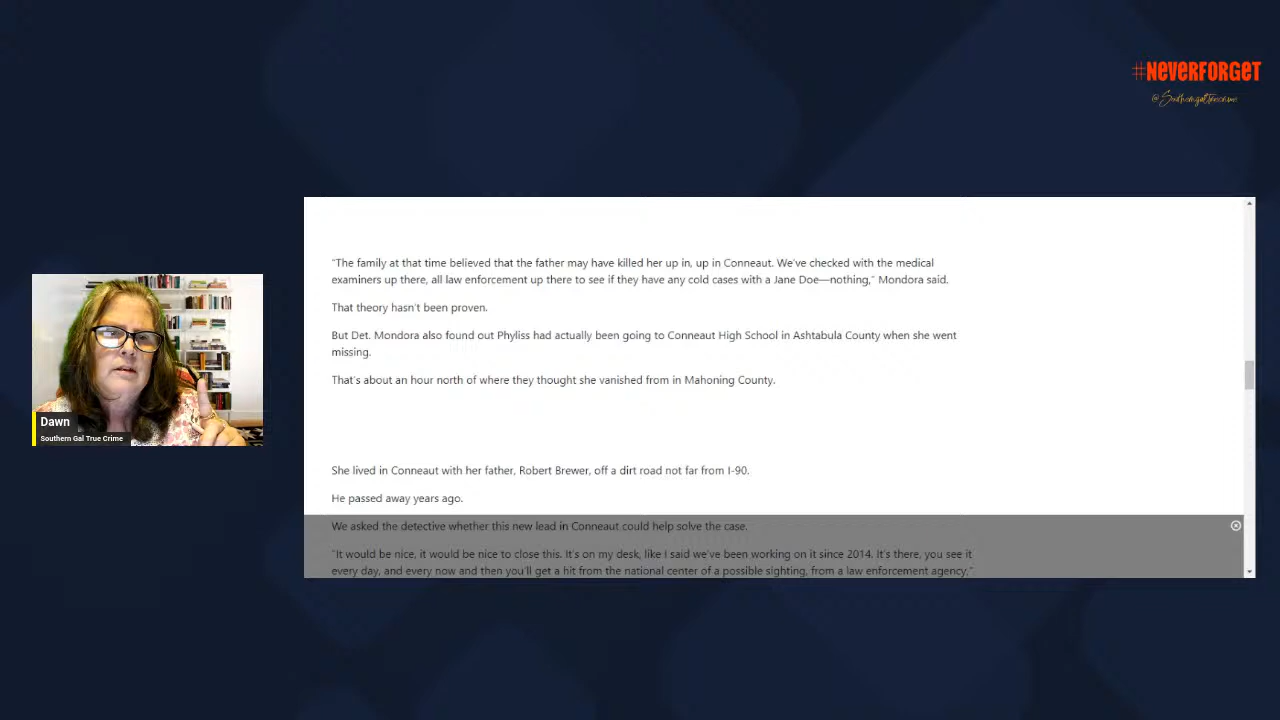 #NEVERFORGET
@Southerngaltruecrime
"The family at that time believed that the father may have killed her up in, up in Conneaut. We've checked with the medical
examiners up there, all law enforcement up there to see if they have any cold cases with a Jane Doe—nothing," Mondora said.
That theory hasn't been proven.
But Det. Mondora also found out Phyliss had actually been going to Conneaut High School in Ashtabula County when she went
missing.
That's about an hour north of where they thought she vanished from in Mahoning County.
She lived in Conneaut with her father, Robert Brewer, off a dirt road not far from I-90.
He passed away years ago.
We asked the detective whether this new lead in Conneaut could help solve the case.
"It would be nice, it would be nice to close this. It's on my desk, like I said we've been working on it since 2014. It's there, you see it
every day, and every now and then you'll get a hit from the national center of a possible sighting, from a law enforcement agency,"
Dawn
Southern Gal True Crime